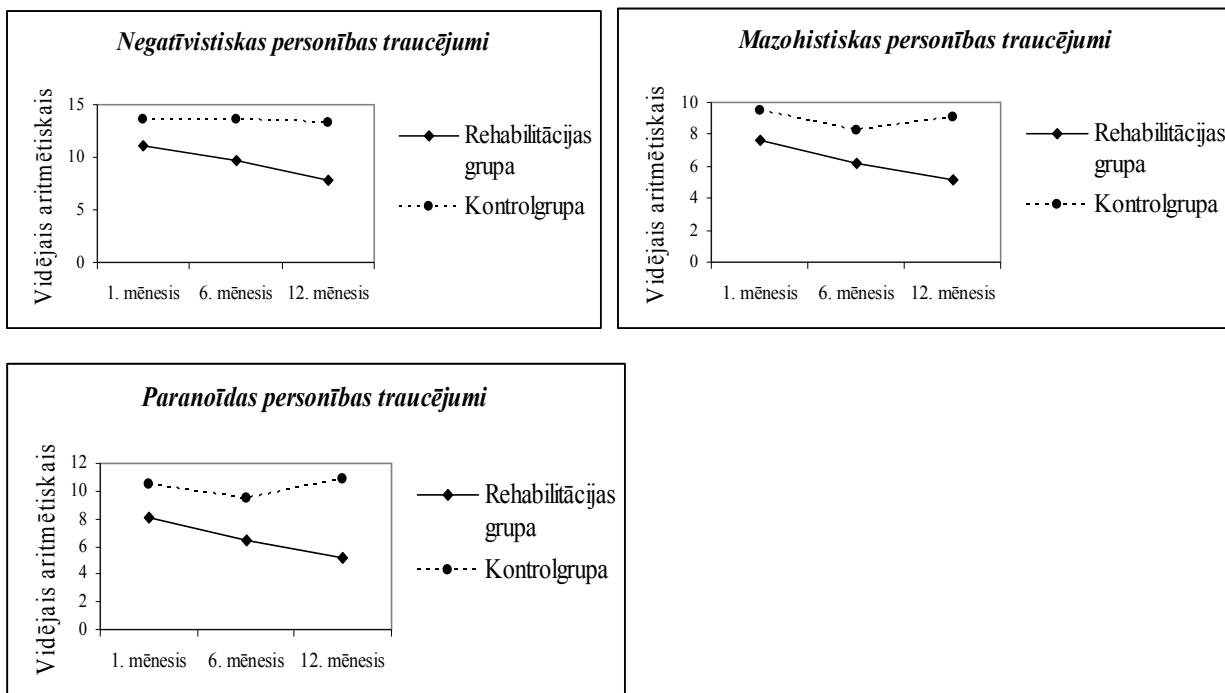 Negatīvistiskas personības traucējumi
Vidējais aritmētiskais
15
10
5
0
1. mēnesis 6. mēnesis 12. mēnesis
Rehabilitācijas
grupa
Kontrolgrupa
Mazohistiskas personības traucējumi
Vidējais aritmētiskais
10
8
6
4
2
0
1. mēnesis 6. mēnesis 12. mēnesis
Rehabilitācijas
grupa
Kontrolgrupa
Paranoīdas personības traucējumi
Vidējais aritmētiskais
12
10
8
6
4
2
0
1. mēnesis 6. mēnesis 12. mēnesis
Rehabilitācijas
grupa
Kontrolgrupa